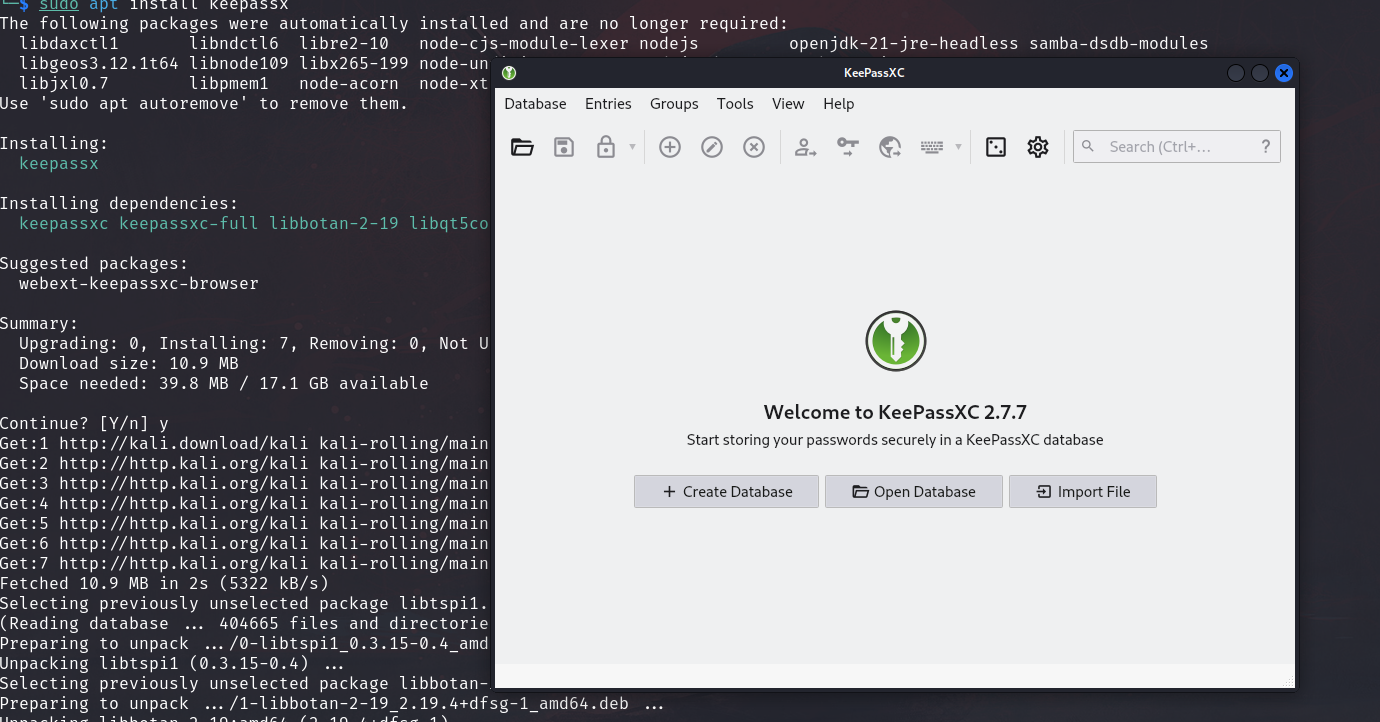 └─$ sudo apt install keepassx
The following packages were automatically installed and are no longer required:
libdaxctl1 libndctl6 libre2-10 node-cjs-module-lexer nodejs openjdk-21-jre-headless samba-dsdb-modules
libgeos3.12.1t64 libnode109 libx265-199 node-un
libjxl0.7 libpmem1 node-acorn node-xt
Use 'sudo apt autoremove' to remove them.
Installing:
keepassx
Installing dependencies:
keepassxc keepassxc-full libbotan-2-19 libqt5co
Suggested packages:
webext-keepassxc-browser
Summary:
Upgrading: 0, Installing: 7, Removing: 0, Not U
Download size: 10.9 MB
Space needed: 39.8 MB / 17.1 GB available
Continue? [Y/n] y
Get:1 http://kali.download/kali kali-rolling/main
Get:2 http://http.kali.org/kali kali-rolling/main
Get:3 http://http.kali.org/kali kali-rolling/main
Get:4 http://http.kali.org/kali kali-rolling/main
Get:5 http://http.kali.org/kali kali-rolling/main
Get:6 http://http.kali.org/kali kali-rolling/main
Get:7 http://http.kali.org/kali kali-rolling/main
Fetched 10.9 MB in 2s (5322 kB/s)
Selecting previously unselected package libtspi1.
(Reading database ... 404665 files and directorie
Preparing to unpack .../0-libtspi1_0.3.15-0.4_amd
Unpacking libtspi1 (0.3.15-0.4) ...
Selecting previously unselected package libbotan-
Preparing to unpack .../1-libbotan-2-19_2.19.4+dfsg-1_amd64.deb ...
Unpacking libbotan-2-19:amd64 (2.19.4+dfsg-1)
KeePassXC
Database Entries Groups Tools View Help
Search (Ctrl+... ?
Welcome to KeePassXC 2.7.7
Start storing your passwords securely in a KeePassXC database
+ Create Database
Open Database
Import File